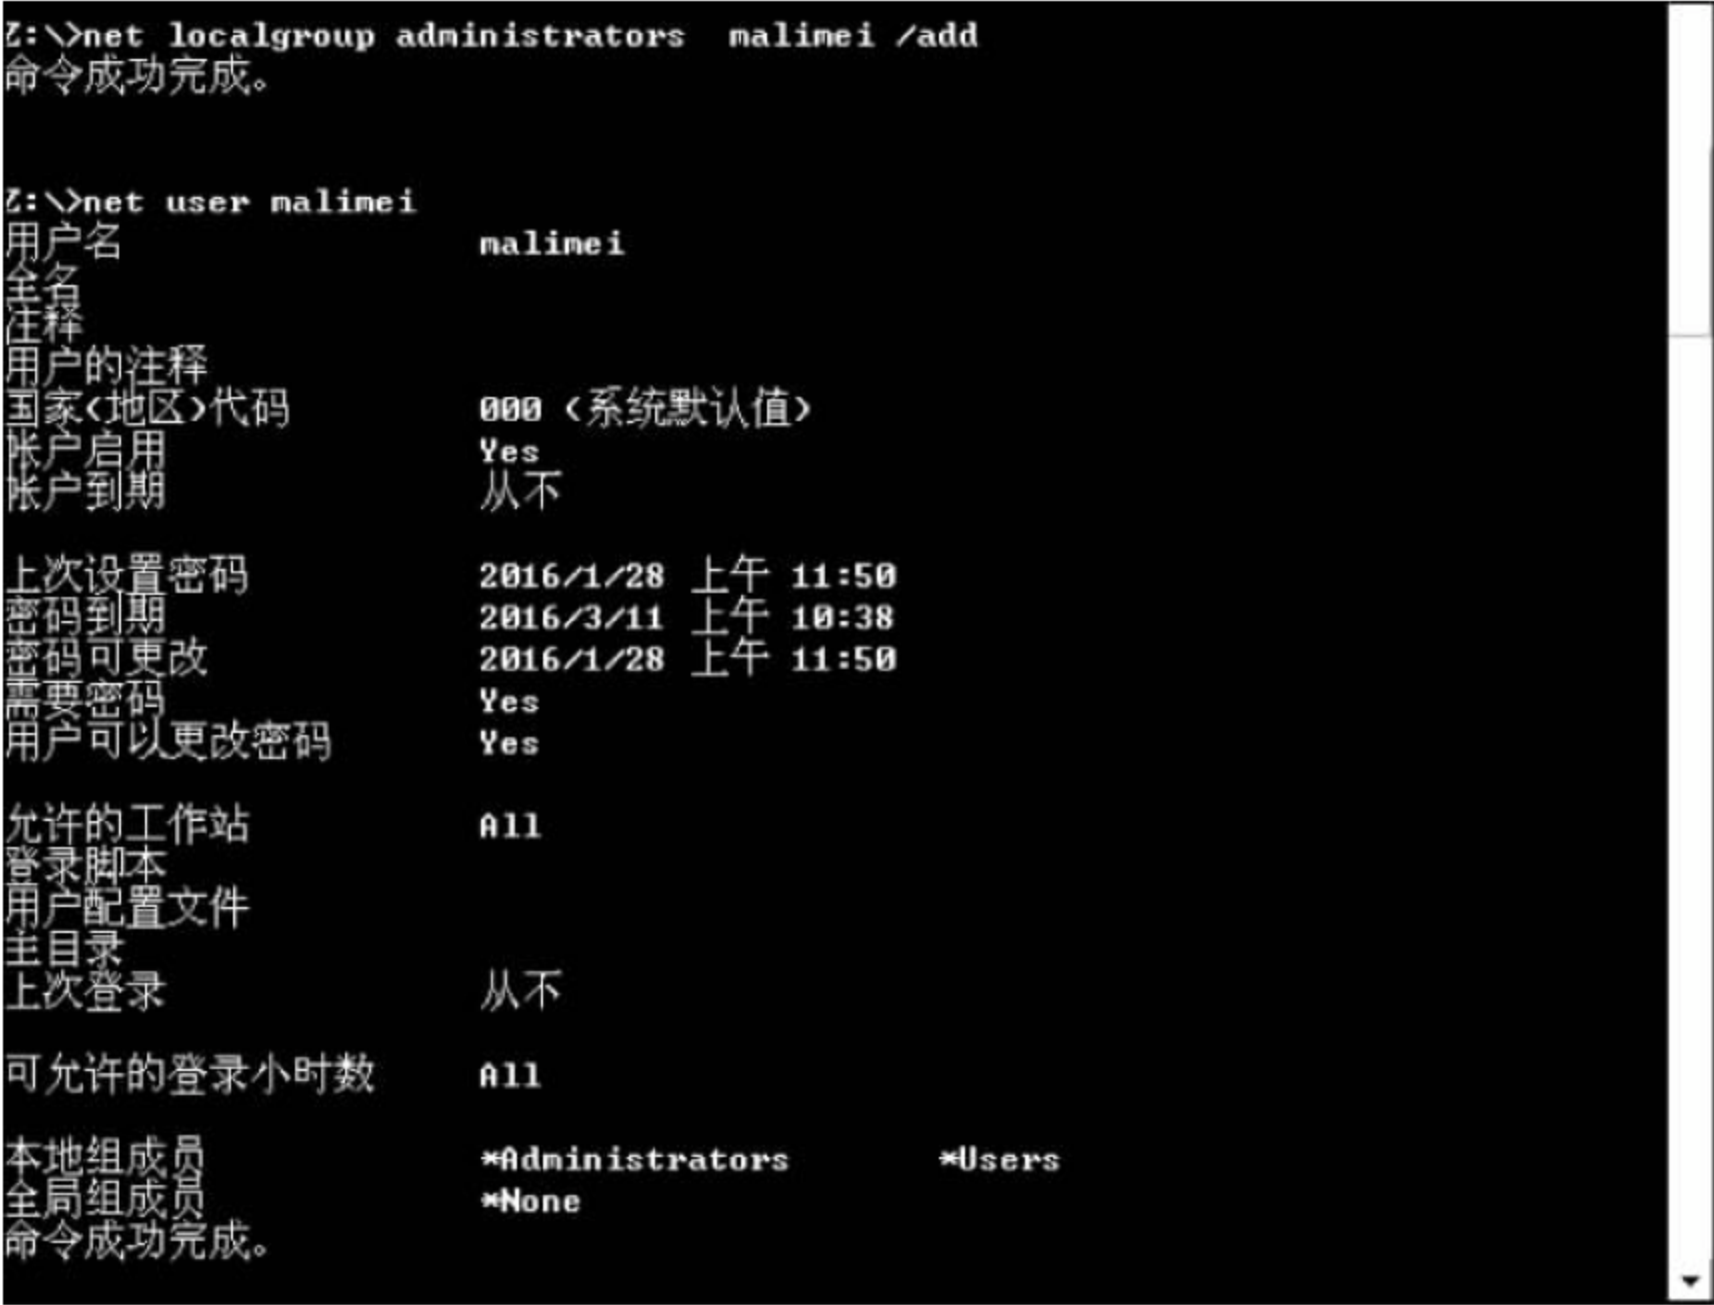 Z:\>net localgroup administrators  malimei /add
命令成功完成。
Z:\>net user malimei
用户名 malimei
全名
注释
用户的注释
国家(地区)代码 000 (系统默认值)
帐户启用 Yes
帐户到期 从不
上次设置密码 2016/1/28 上午 11:50
密码到期 2016/3/11 上午 10:38
密码可更改 2016/1/28 上午 11:50
需要密码 Yes
用户可以更改密码 Yes
允许的工作站 All
登录脚本
用户配置文件
主目录
上次登录 从不
可允许的登录小时数 All
本地组成员 *Administrators *Users
全局组成员 *None
命令成功完成。